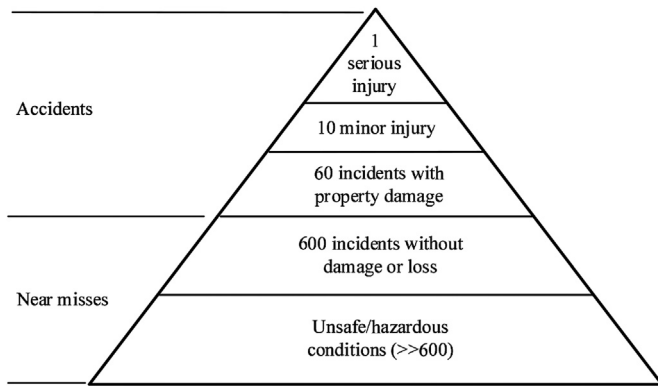 1
serious
injury
Accidents
10 minor injury
60 incidents with
property damage
600 incidents without
damage or loss
Near misses
Unsafe/hazardous
conditions (>>600)